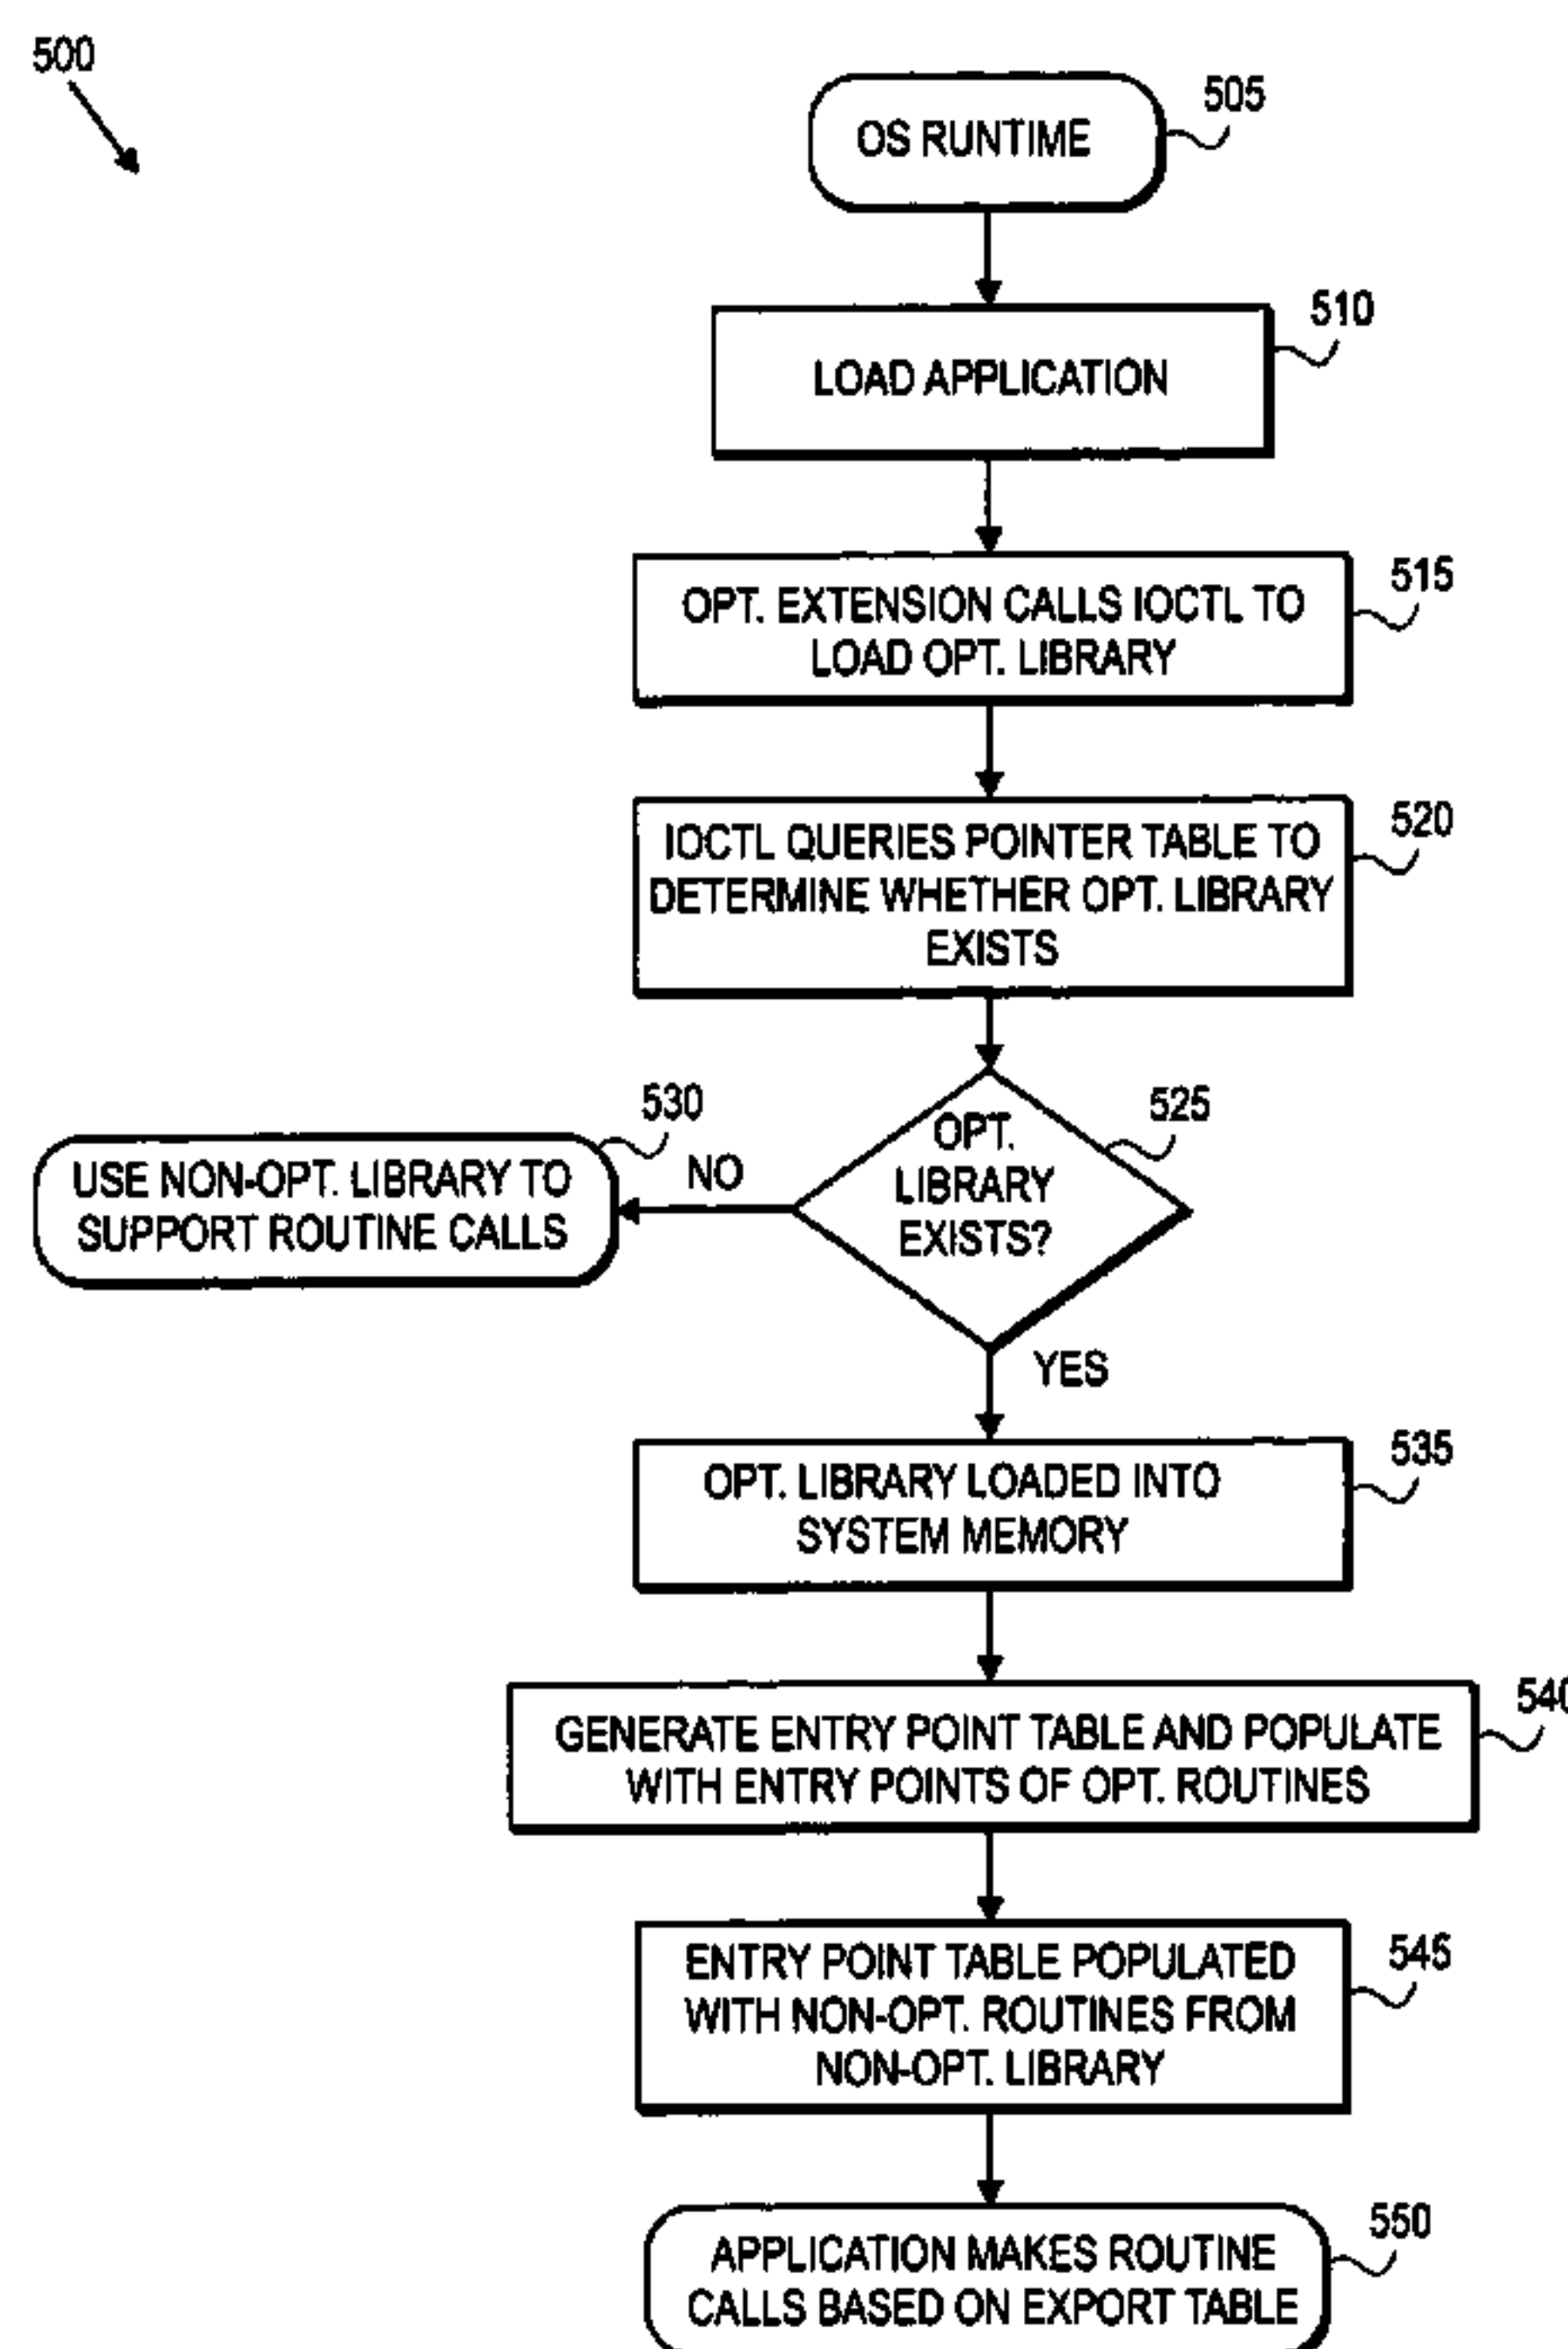 500
OS RUNTIME
505
LOAD APPLICATION
510
OPT. EXTENSION CALLS IOCTL TO
LOAD OPT. LIBRARY
515
IOCTL QUERIES POINTER TABLE TO
DETERMINE WHETHER OPT. LIBRARY
EXISTS
520
OPT.
LIBRARY
EXISTS?
525
NO
USE NON-OPT. LIBRARY TO
SUPPORT ROUTINE CALLS
530
YES
OPT. LIBRARY LOADED INTO
SYSTEM MEMORY
535
GENERATE ENTRY POINT TABLE AND POPULATE
WITH ENTRY POINTS OF OPT. ROUTINES
540
ENTRY POINT TABLE POPULATED
WITH NON-OPT. ROUTINES FROM
NON-OPT. LIBRARY
545
APPLICATION MAKES ROUTINE
CALLS BASED ON EXPORT TABLE
550